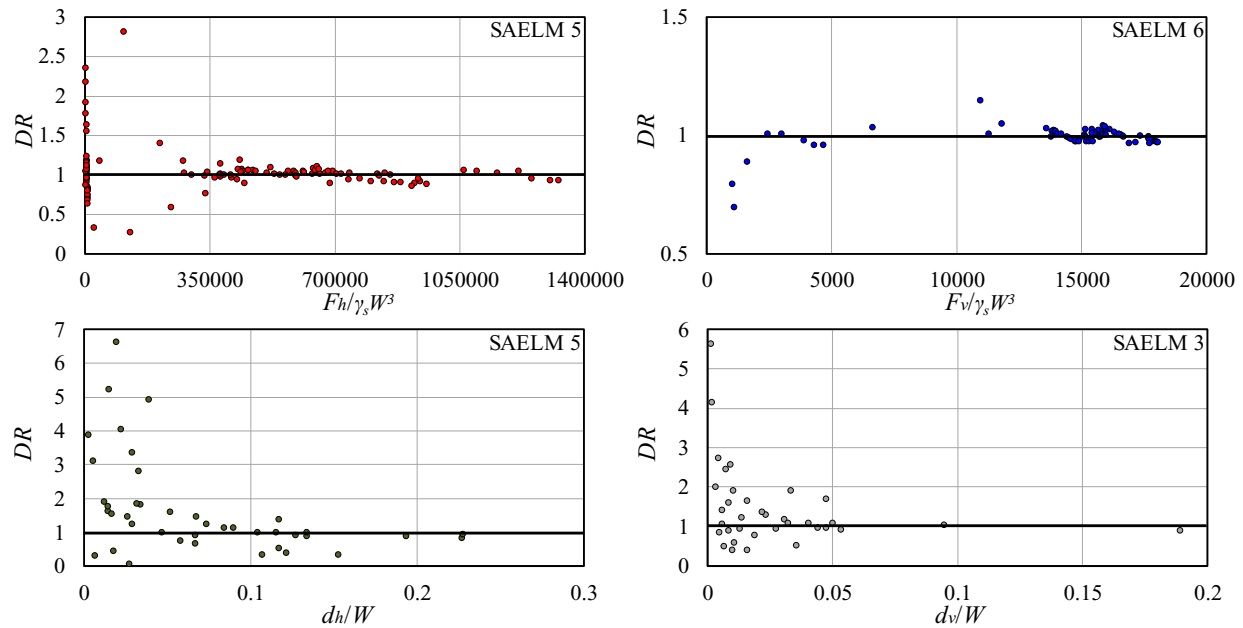 SAELM 5
3
2.5
2
1.5
1
0.5
0
DR
0 350000 700000 1050000 1400000
Fh/γsW³
SAELM 6
1.5
1
0.5
DR
0 5000 10000 15000 20000
Fv/γsW³
SAELM 5
7
6
5
4
3
2
1
0
DR
0 0.1 0.2 0.3
dh/W
SAELM 3
6
5
4
3
2
1
0
DR
0 0.05 0.1 0.15 0.2
dv/W